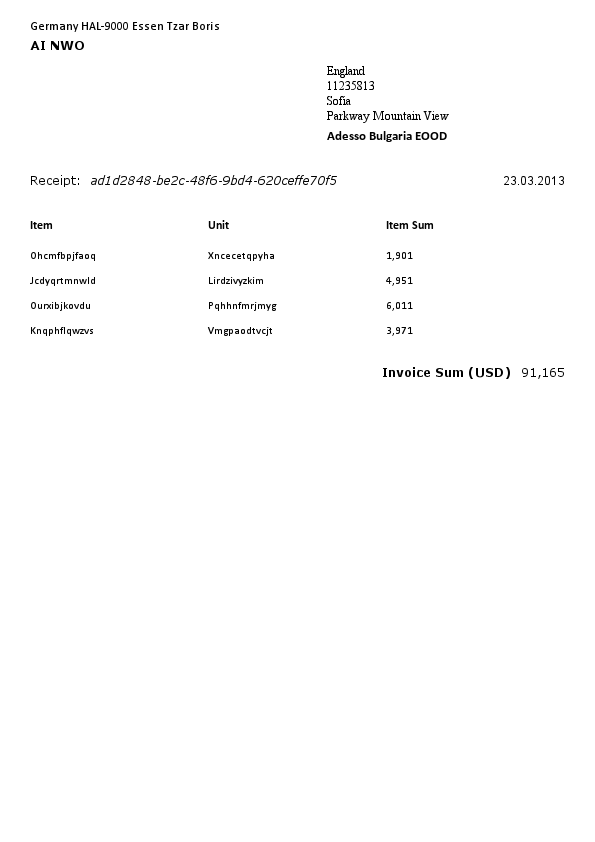 Germany HAL-9000 Essen Tzar Boris
AI NWO
England
11235813
Sofia
Parkway Mountain View
Adesso Bulgaria EOOD
Receipt: ad1d2848-be2c-48f6-9bd4-620ceffe70f5 23.03.2013
Item Unit Item Sum
Ohcmfbpjfaoq Xncecetqpyha 1,901
Jcdyqrtmnwld Lirdzivyzkim 4,951
Ourxibjkovdu Pqhhnfmrjmyg 6,011
Knqphflqwzvs Vmgpaodtvcjt 3,971
Invoice Sum (USD) 91,165